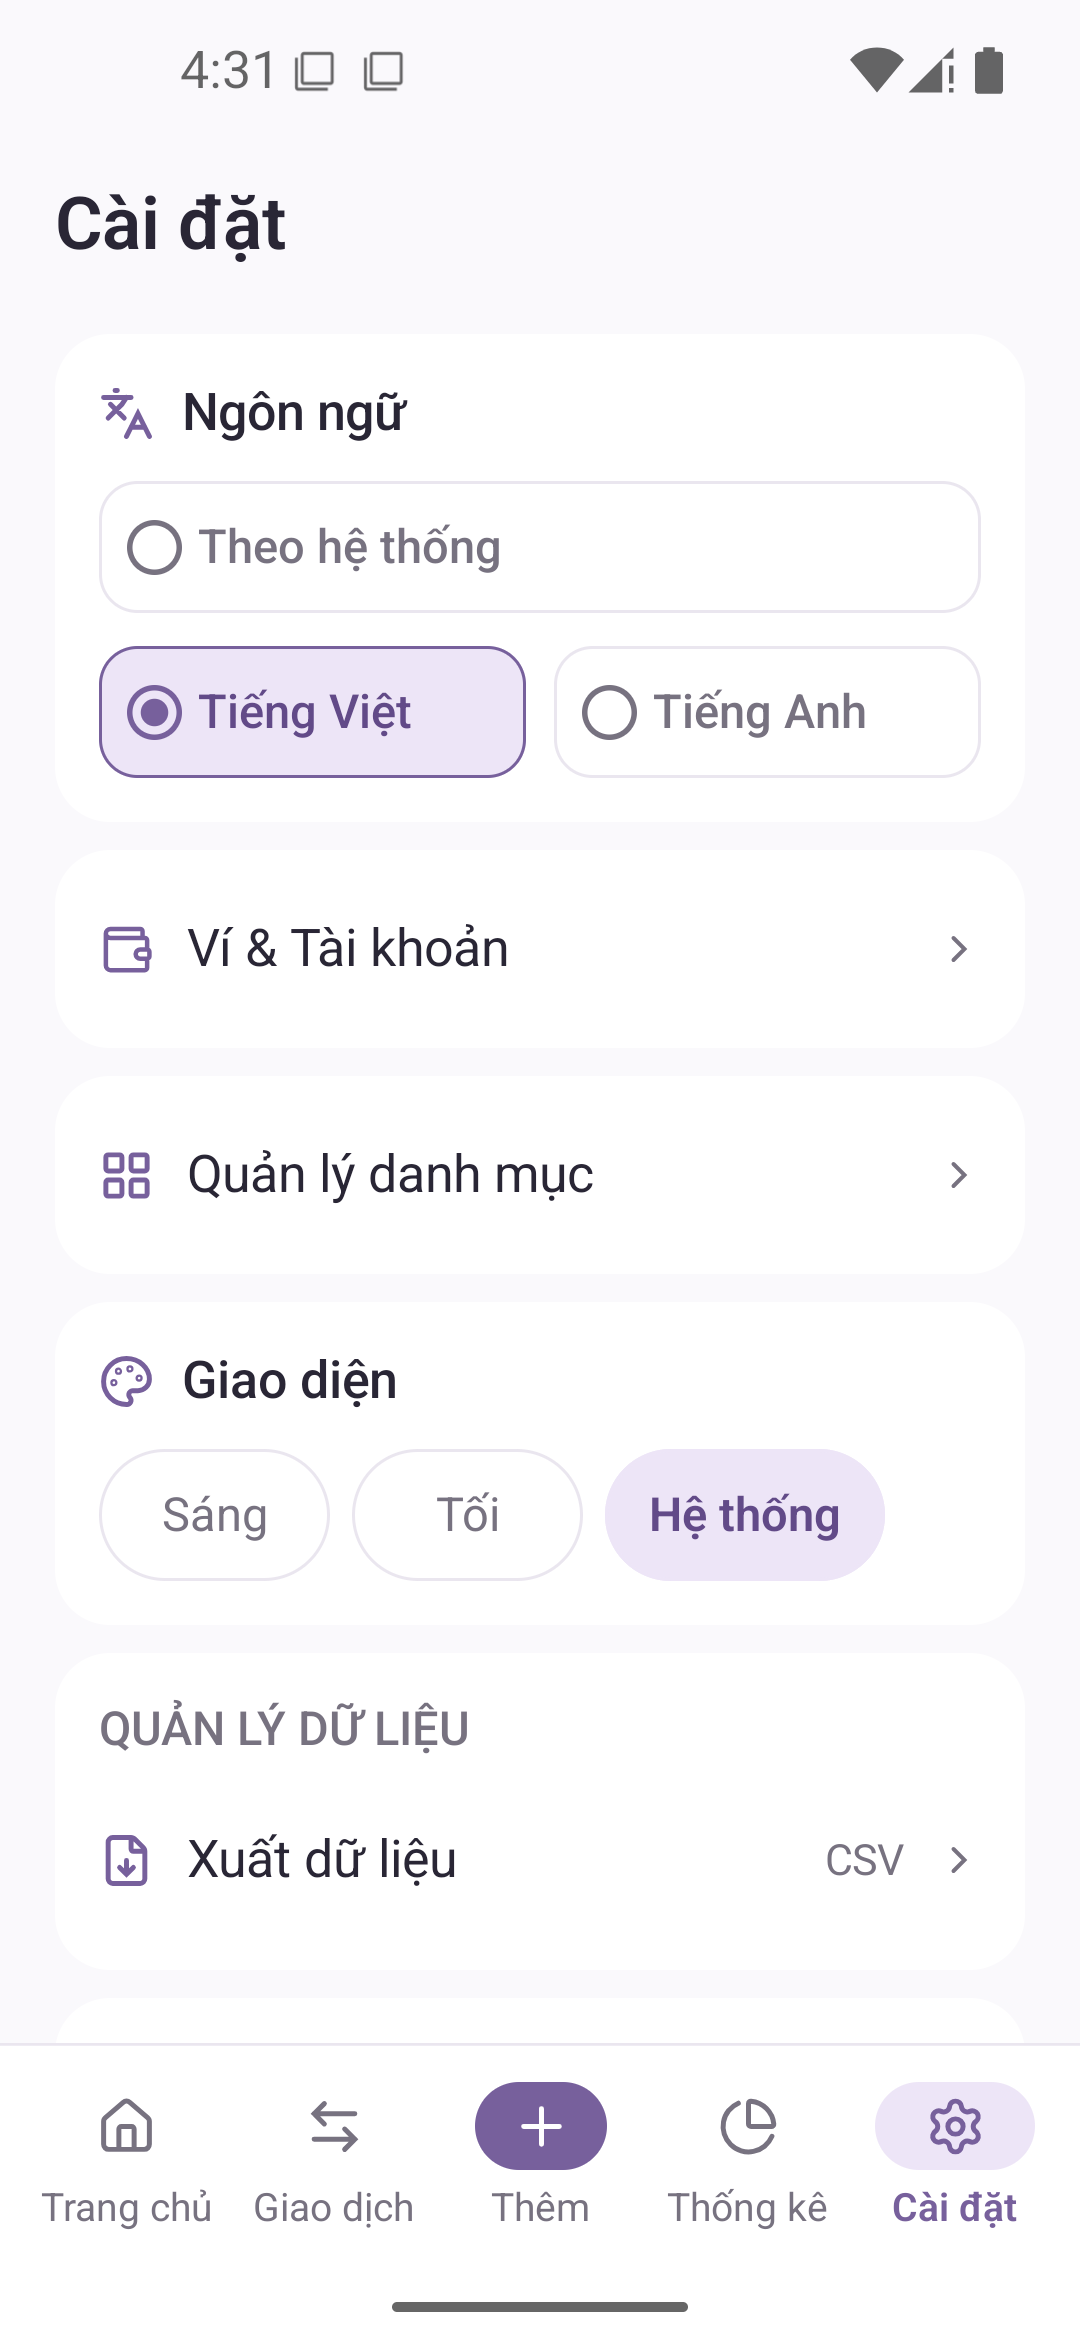 4:31
Cài đặt
Ngôn ngữ
Theo hệ thống
Tiếng Việt
Tiếng Anh
Ví & Tài khoản
Quản lý danh mục
Giao diện
Sáng
Tối
Hệ thống
QUẢN LÝ DỮ LIỆU
Xuất dữ liệu
CSV
Trang chủ
Giao dịch
Thêm
Thống kê
Cài đặt